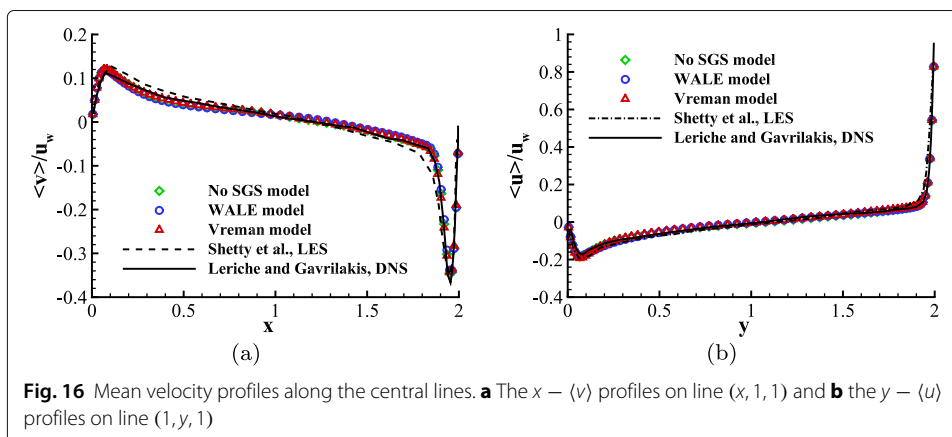 0.2
0.1
0
-0.1
-0.2
-0.3
-0.4
<v>/u_w
No SGS model
WALE model
Vreman model
Shetty et al., LES
Leriche and Gavrilakis, DNS
0
0.5
1
1.5
2
x
(a)
1
0.8
0.6
0.4
0.2
0
-0.2
-0.4
<u>/u_w
No SGS model
WALE model
Vreman model
Shetty et al., LES
Leriche and Gavrilakis, DNS
0
0.5
1
1.5
2
y
(b)
Fig. 16 Mean velocity profiles along the central lines. a The x − ⟨v⟩ profiles on line (x, 1, 1) and b the y − ⟨u⟩
profiles on line (1, y, 1)